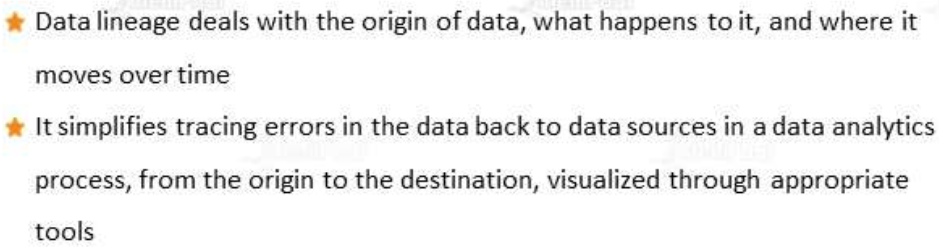 Data lineage deals with the origin of data, what happens to it, and where it
moves over time
It simplifies tracing errors in the data back to data sources in a data analytics
process, from the origin to the destination, visualized through appropriate
tools